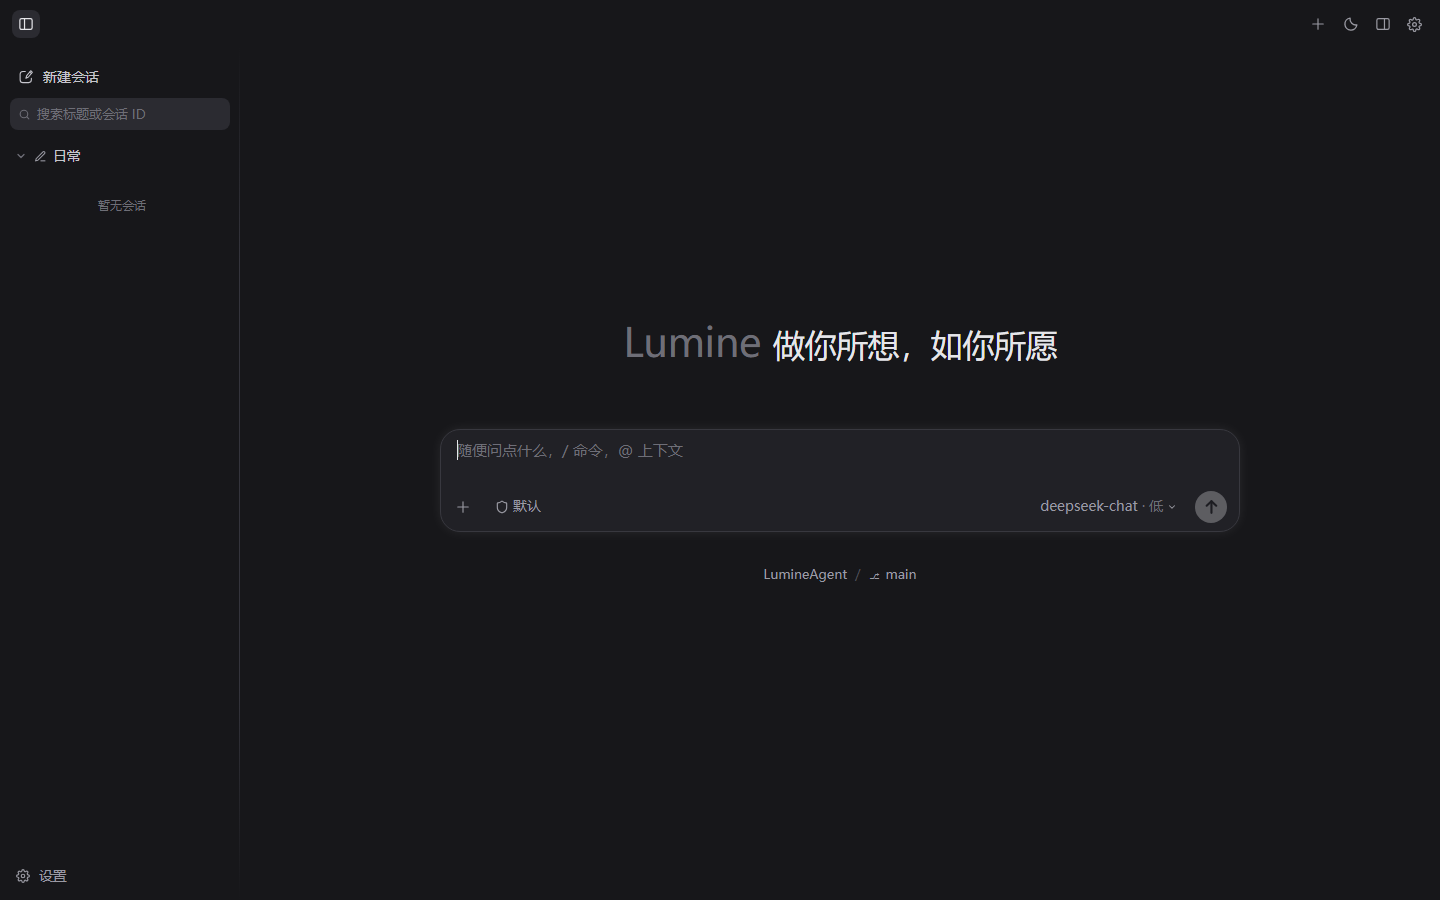 新建会话
搜索标题或会话 ID
日常
暂无会话
Lumine 做你所想，如你所愿
随便问点什么，/ 命令，@ 上下文
默认
deepseek-chat · 低
LumineAgent / main
设置